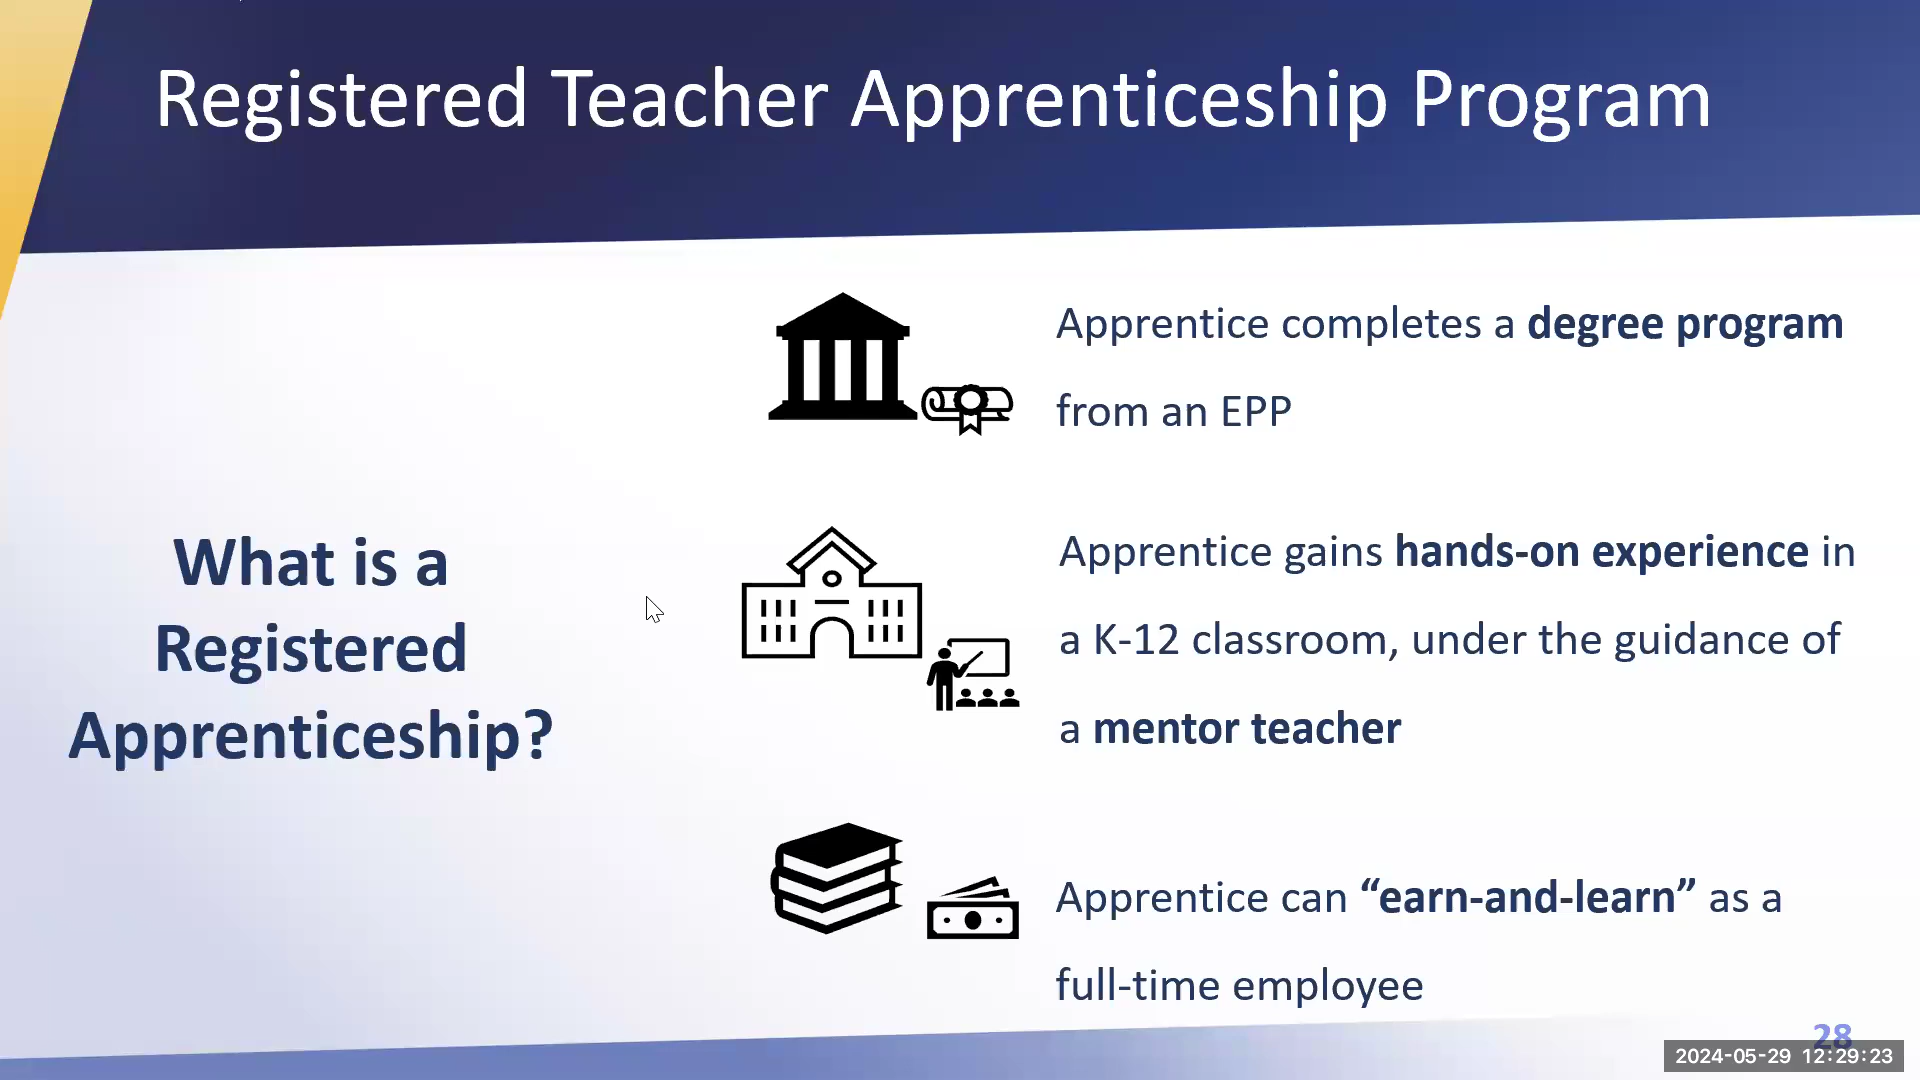 Registered Teacher Apprenticeship Program
What is a
Registered
Apprenticeship?
Apprentice completes a degree program
from an EPP
Apprentice gains hands-on experience in
a K-12 classroom, under the guidance of
a mentor teacher
Apprentice can “earn-and-learn” as a
full-time employee
28
2024-05-29 12:29:23